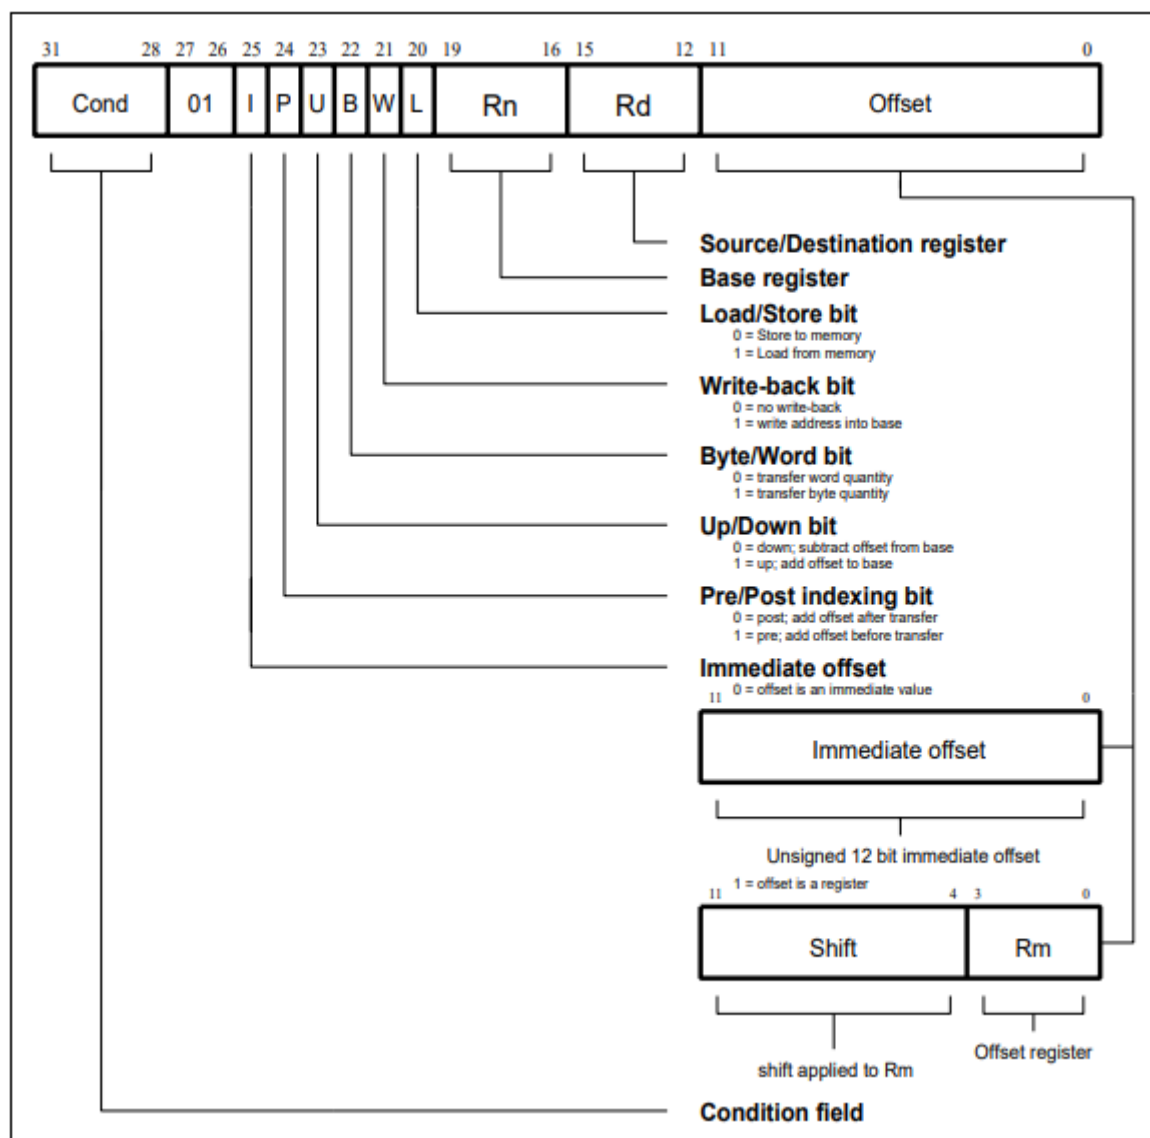 31 28 27 26 25 24 23 22 21 20 19 16 15 12 11 0
Cond 01 I P U B W L Rn Rd Offset
Source/Destination register
Base register
Load/Store bit
0 = Store to memory
1 = Load from memory
Write-back bit
0 = no write-back
1 = write address into base
Byte/Word bit
0 = transfer word quantity
1 = transfer byte quantity
Up/Down bit
0 = down; subtract offset from base
1 = up; add offset to base
Pre/Post indexing bit
0 = post; add offset after transfer
1 = pre; add offset before transfer
Immediate offset
0 = offset is an immediate value
11 0
Immediate offset
Unsigned 12 bit immediate offset
1 = offset is a register
11 4 3 0
Shift Rm
Offset register
shift applied to Rm
Condition field